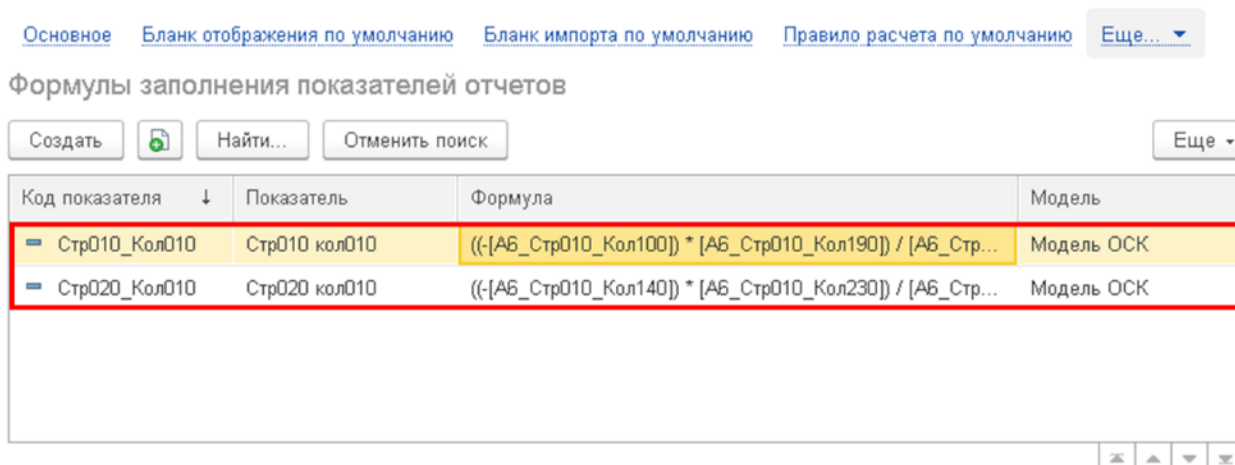 Основное Бланк отображения по умолчанию Бланк импорта по умолчанию Правило расчета по умолчанию Еще...
Формулы заполнения показателей отчетов
Создать Найти... Отменить поиск Еще
Код показателя ↓ Показатель Формула Модель
Стр010_Кол010 Стр010 кол010 ((-[А6_Стр010_Кол100]) * [А6_Стр010_Кол190]) / [А6_Стр... Модель ОСК
Стр020_Кол010 Стр020 кол010 ((-[А6_Стр010_Кол140]) * [А6_Стр010_Кол230]) / [А6_Стр... Модель ОСК